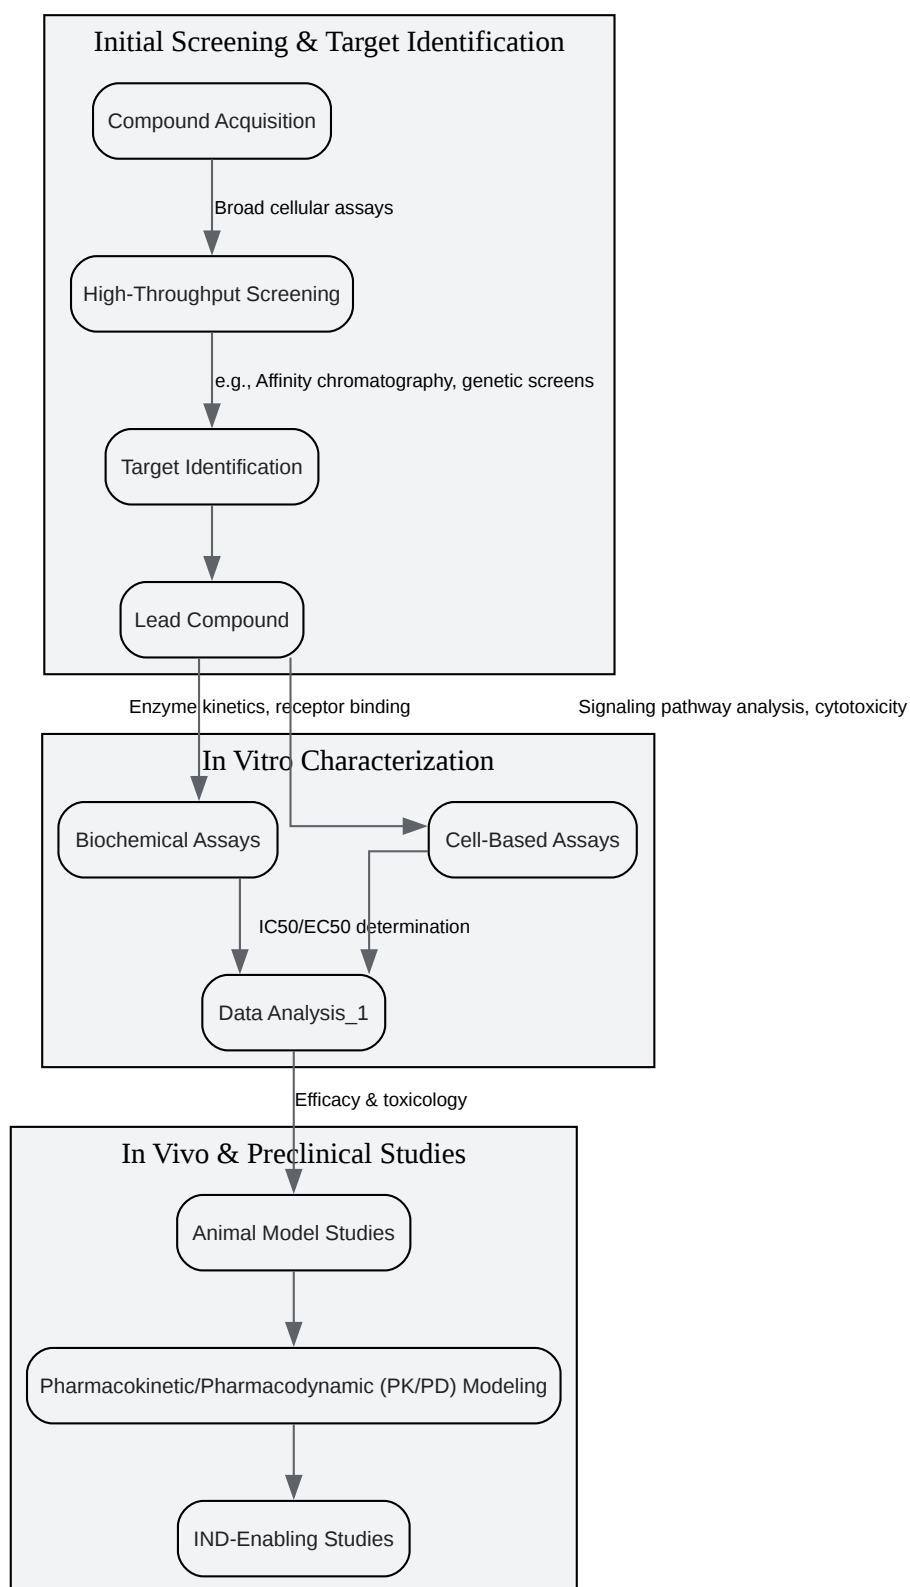 Initial Screening & Target Identification
Compound Acquisition
Broad cellular assays
High-Throughput Screening
e.g., Affinity chromatography, genetic screens
Target Identification
Lead Compound
Enzyme kinetics, receptor binding
Signaling pathway analysis, cytotoxicity
In Vitro Characterization
Biochemical Assays
Cell-Based Assays
IC50/EC50 determination
Data Analysis_1
Efficacy & toxicology
In Vivo & Preclinical Studies
Animal Model Studies
Pharmacokinetic/Pharmacodynamic (PK/PD) Modeling
IND-Enabling Studies